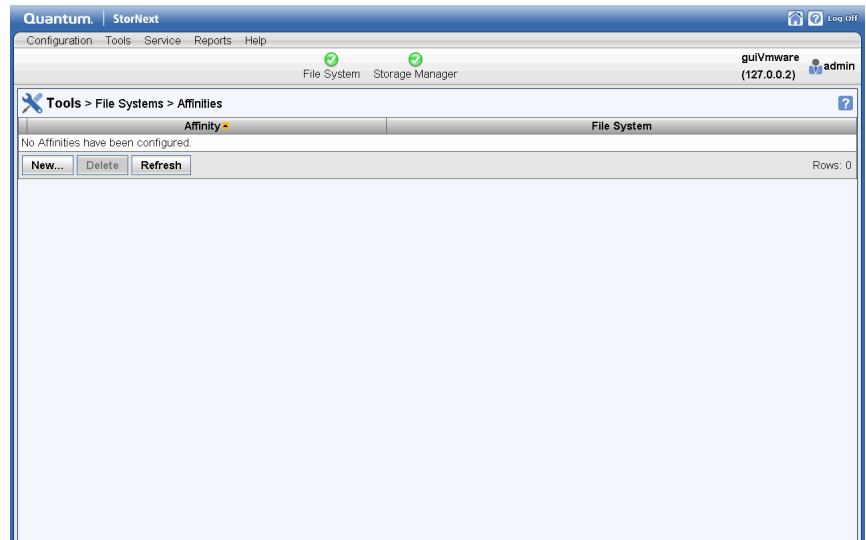 Quantum. StorNext Log Off
Configuration Tools Service Reports Help
File System Storage Manager
guiVmware
(127.0.0.2)
admin
Tools > File Systems > Affinities ?
Affinity File System
No Affinities have been configured.
New... Delete Refresh Rows: 0